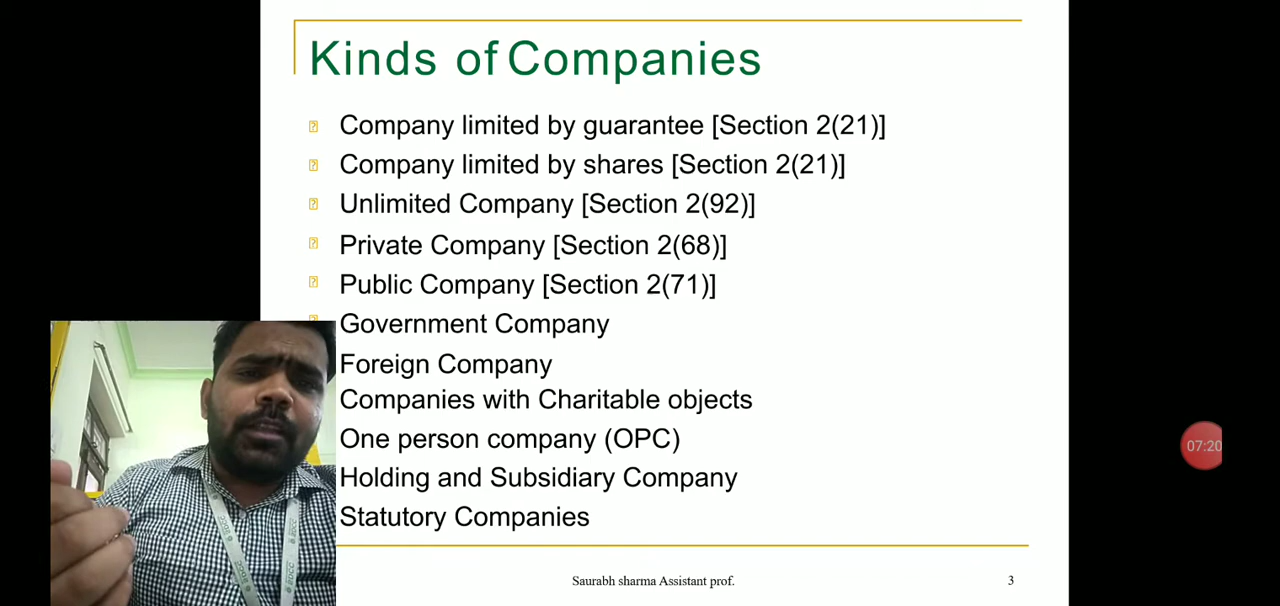 Kinds of Companies
Company limited by guarantee [Section 2(21)]
Company limited by shares [Section 2(21)]
Unlimited Company [Section 2(92)]
Private Company [Section 2(68)]
Public Company [Section 2(71)]
Government Company
Foreign Company
Companies with Charitable objects
One person company (OPC)
Holding and Subsidiary Company
Statutory Companies
07:20
Saurabh sharma Assistant prof.
3